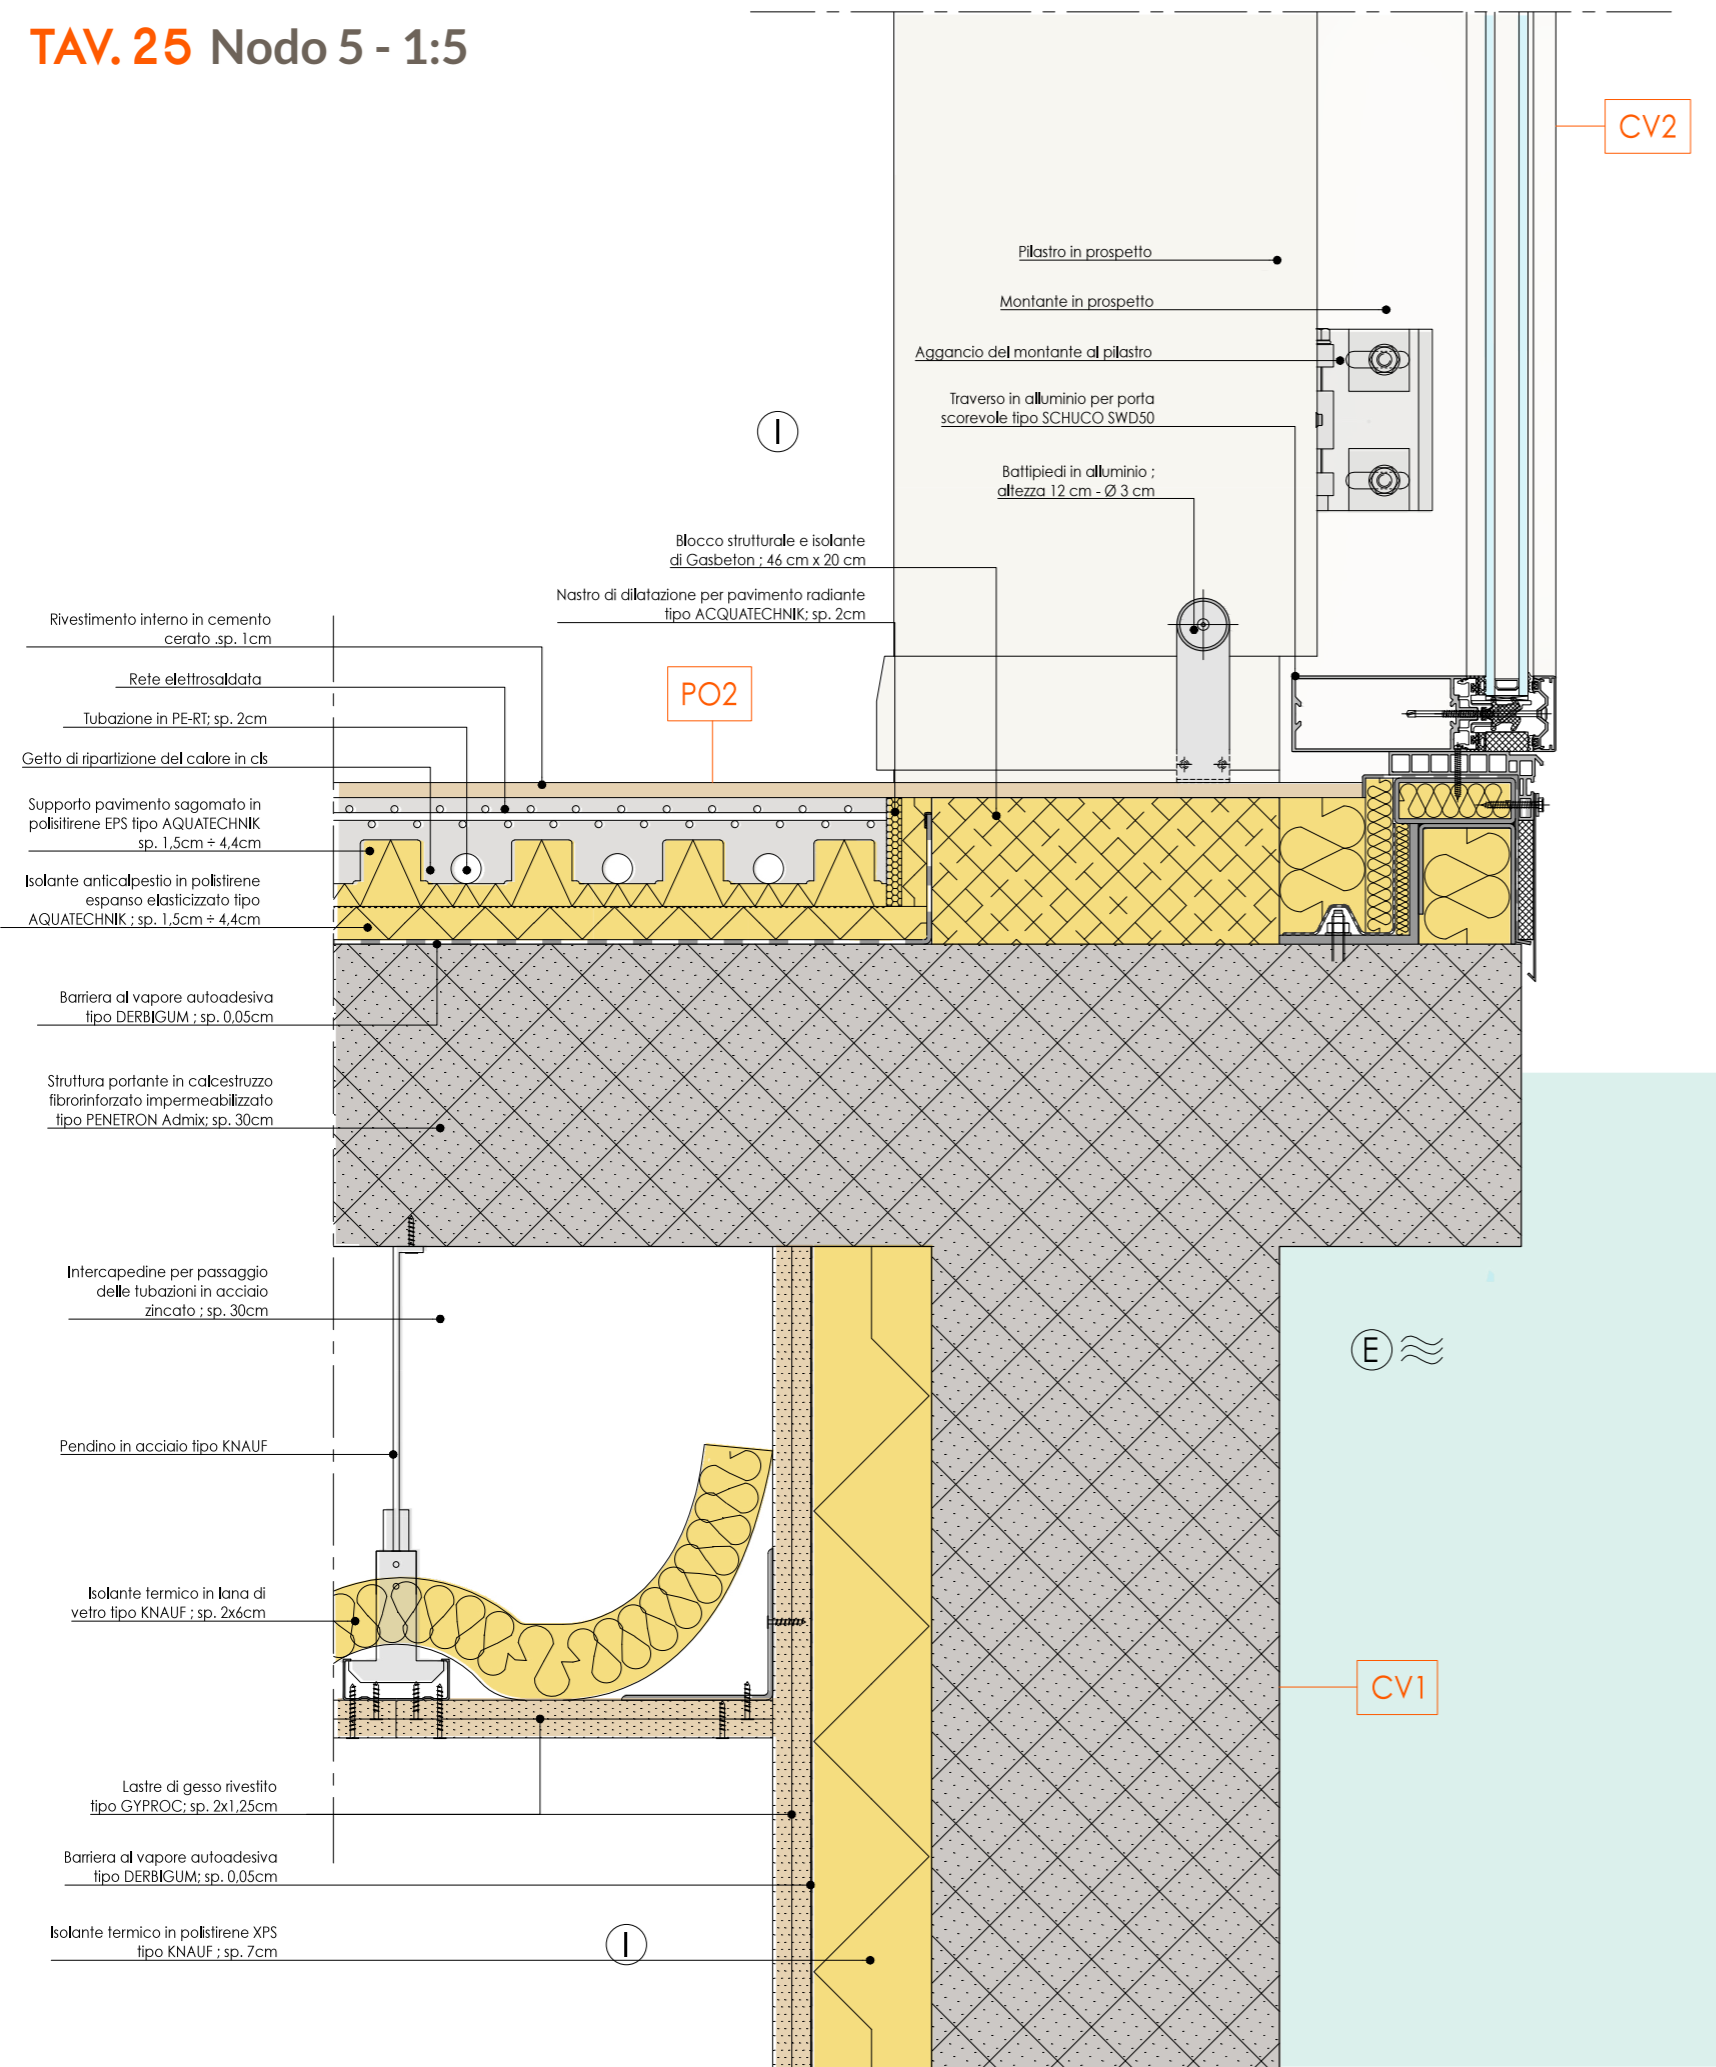 TAV. 25 Nodo 5 - 1:5
CV2
Pilastro in prospetto
Montante in prospetto
Aggancio del montante al pilastro
Traverso in alluminio per porta
scorevole tipo SCHUCO SWD50
I
Battipiedi in alluminio ;
altezza 12 cm - Ø 3 cm
Blocco strutturale e isolante
di Gasbeton ; 46 cm x 20 cm
Nastro di dilatazione per pavimento radiante
tipo ACQUATECHNIK; sp. 2cm
Rivestimento interno in cemento
cerato .sp. 1cm
Rete elettrosaldata
PO2
Tubazione in PE-RT; sp. 2cm
Getto di ripartizione del calore in cls
Supporto pavimento sagomato in
polisitirene EPS tipo AQUATECHNIK
sp. 1,5cm ÷ 4,4cm
Isolante anticalpestio in polistirene
espanso elasticizzato tipo
AQUATECHNIK ; sp. 1,5cm ÷ 4,4cm
Barriera al vapore autoadesiva
tipo DERBIGUM ; sp. 0,05cm
Struttura portante in calcestruzzo
fibrorinforzato impermeabilizzato
tipo PENETRON Admix; sp. 30cm
Intercapedine per passaggio
delle tubazioni in acciaio
zincato ; sp. 30cm
E
Pendino in acciaio tipo KNAUF
Isolante termico in lana di
vetro tipo KNAUF ; sp. 2x6cm
CV1
Lastre di gesso rivestito
tipo GYPROC; sp. 2x1,25cm
Barriera al vapore autoadesiva
tipo DERBIGUM; sp. 0,05cm
Isolante termico in polistirene XPS
tipo KNAUF ; sp. 7cm
I